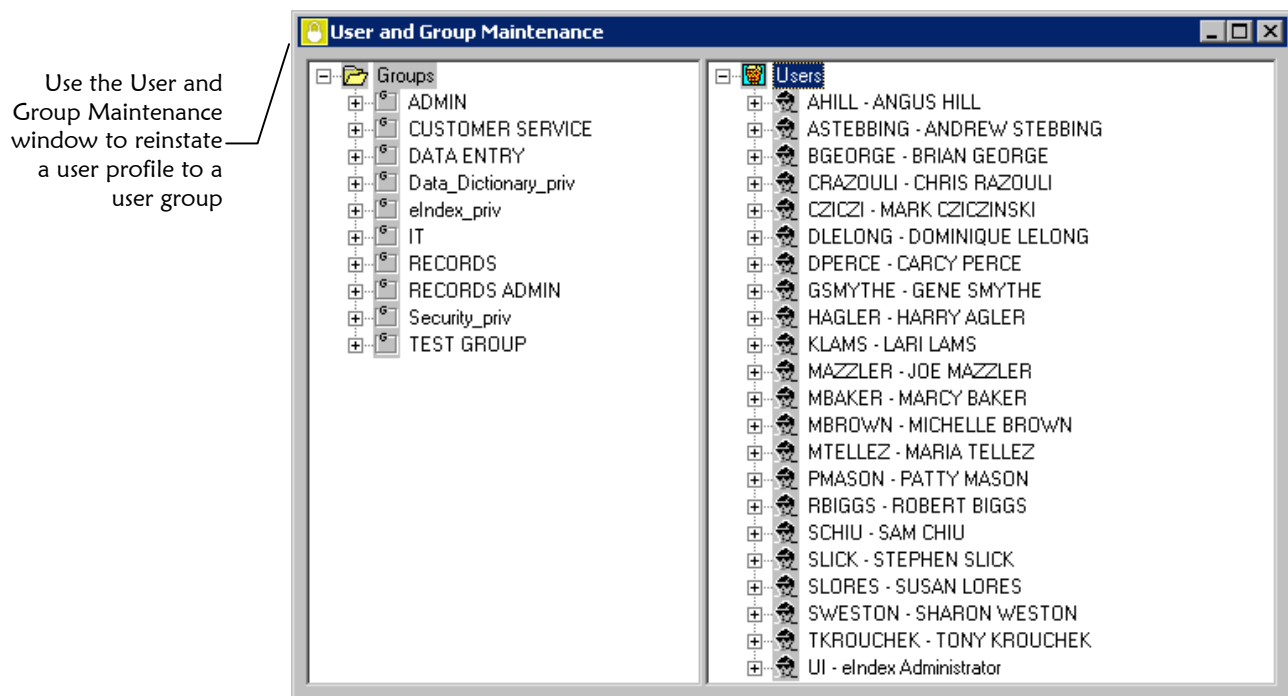 User and Group Maintenance
Use the User and
Group Maintenance
window to reinstate
a user profile to a
user group
Groups
ADMIN
CUSTOMER SERVICE
DATA ENTRY
Data_Dictionary_priv
eIndex_priv
IT
RECORDS
RECORDS ADMIN
Security_priv
TEST GROUP
Users
AHILL - ANGUS HILL
ASTEBBING - ANDREW STEBBING
BGEORGE - BRIAN GEORGE
CRAZOULI - CHRIS RAZOULI
CZICZI - MARK CZICZINSKI
DLELONG - DOMINIQUE LELONG
DPERCE - CARCY PERCE
GSMYTHE - GENE SMYTHE
HAGLER - HARRY AGLER
KLAMS - LARI LAMS
MAZZLER - JOE MAZZLER
MBAKER - MARCY BAKER
MBROWN - MICHELLE BROWN
MTELLEZ - MARIA TELLEZ
PMASON - PATTY MASON
RBIGGS - ROBERT BIGGS
SCHIU - SAM CHIU
SLICK - STEPHEN SLICK
SLORES - SUSAN LORES
SWESTON - SHARON WESTON
TKROUCHEK - TONY KROUCHEK
UI - eIndex Administrator